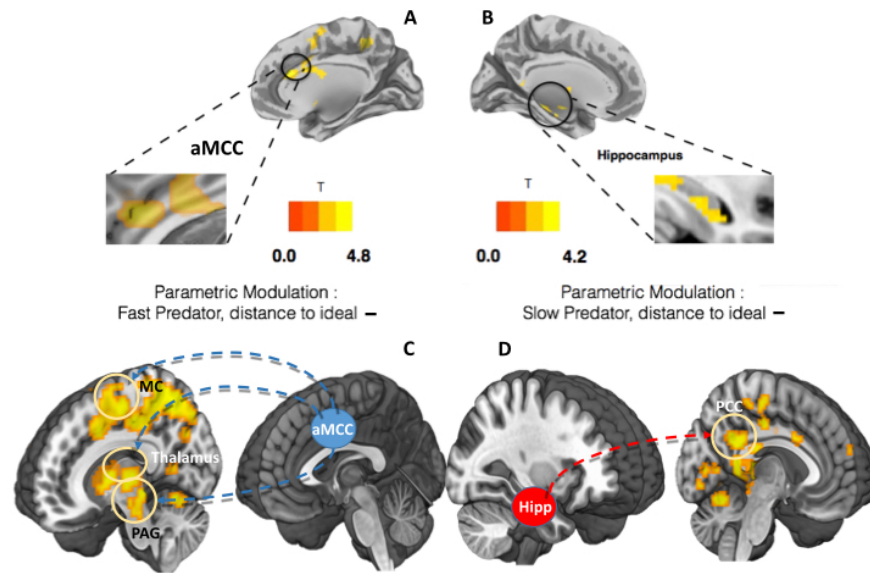 A
B
aMCC
Hippocampus
T
T
0.0
4.8
0.0
4.2
Parametric Modulation :
Fast Predator, distance to ideal –
Parametric Modulation :
Slow Predator, distance to ideal –
C
D
MC
Thalamus
PAG
aMCC
Hipp
PCC